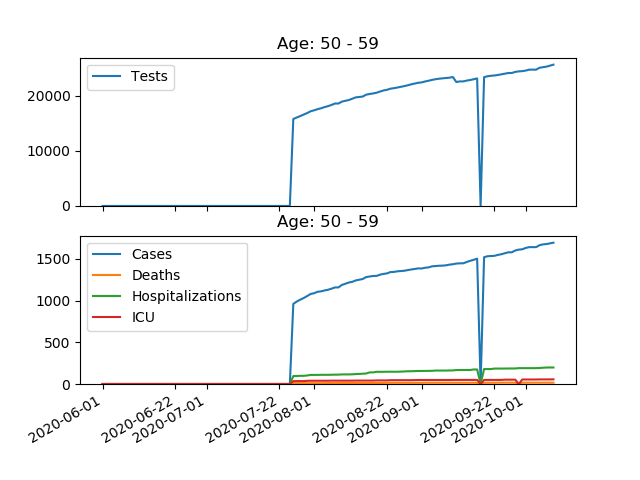 Age: 50 - 59
Tests
20000
10000
0
Age: 50 - 59
Cases
Deaths
Hospitalizations
ICU
1500
1000
500
0
2020-06-01
2020-06-22
2020-07-01
2020-07-22
2020-08-01
2020-08-22
2020-09-01
2020-09-22
2020-10-01